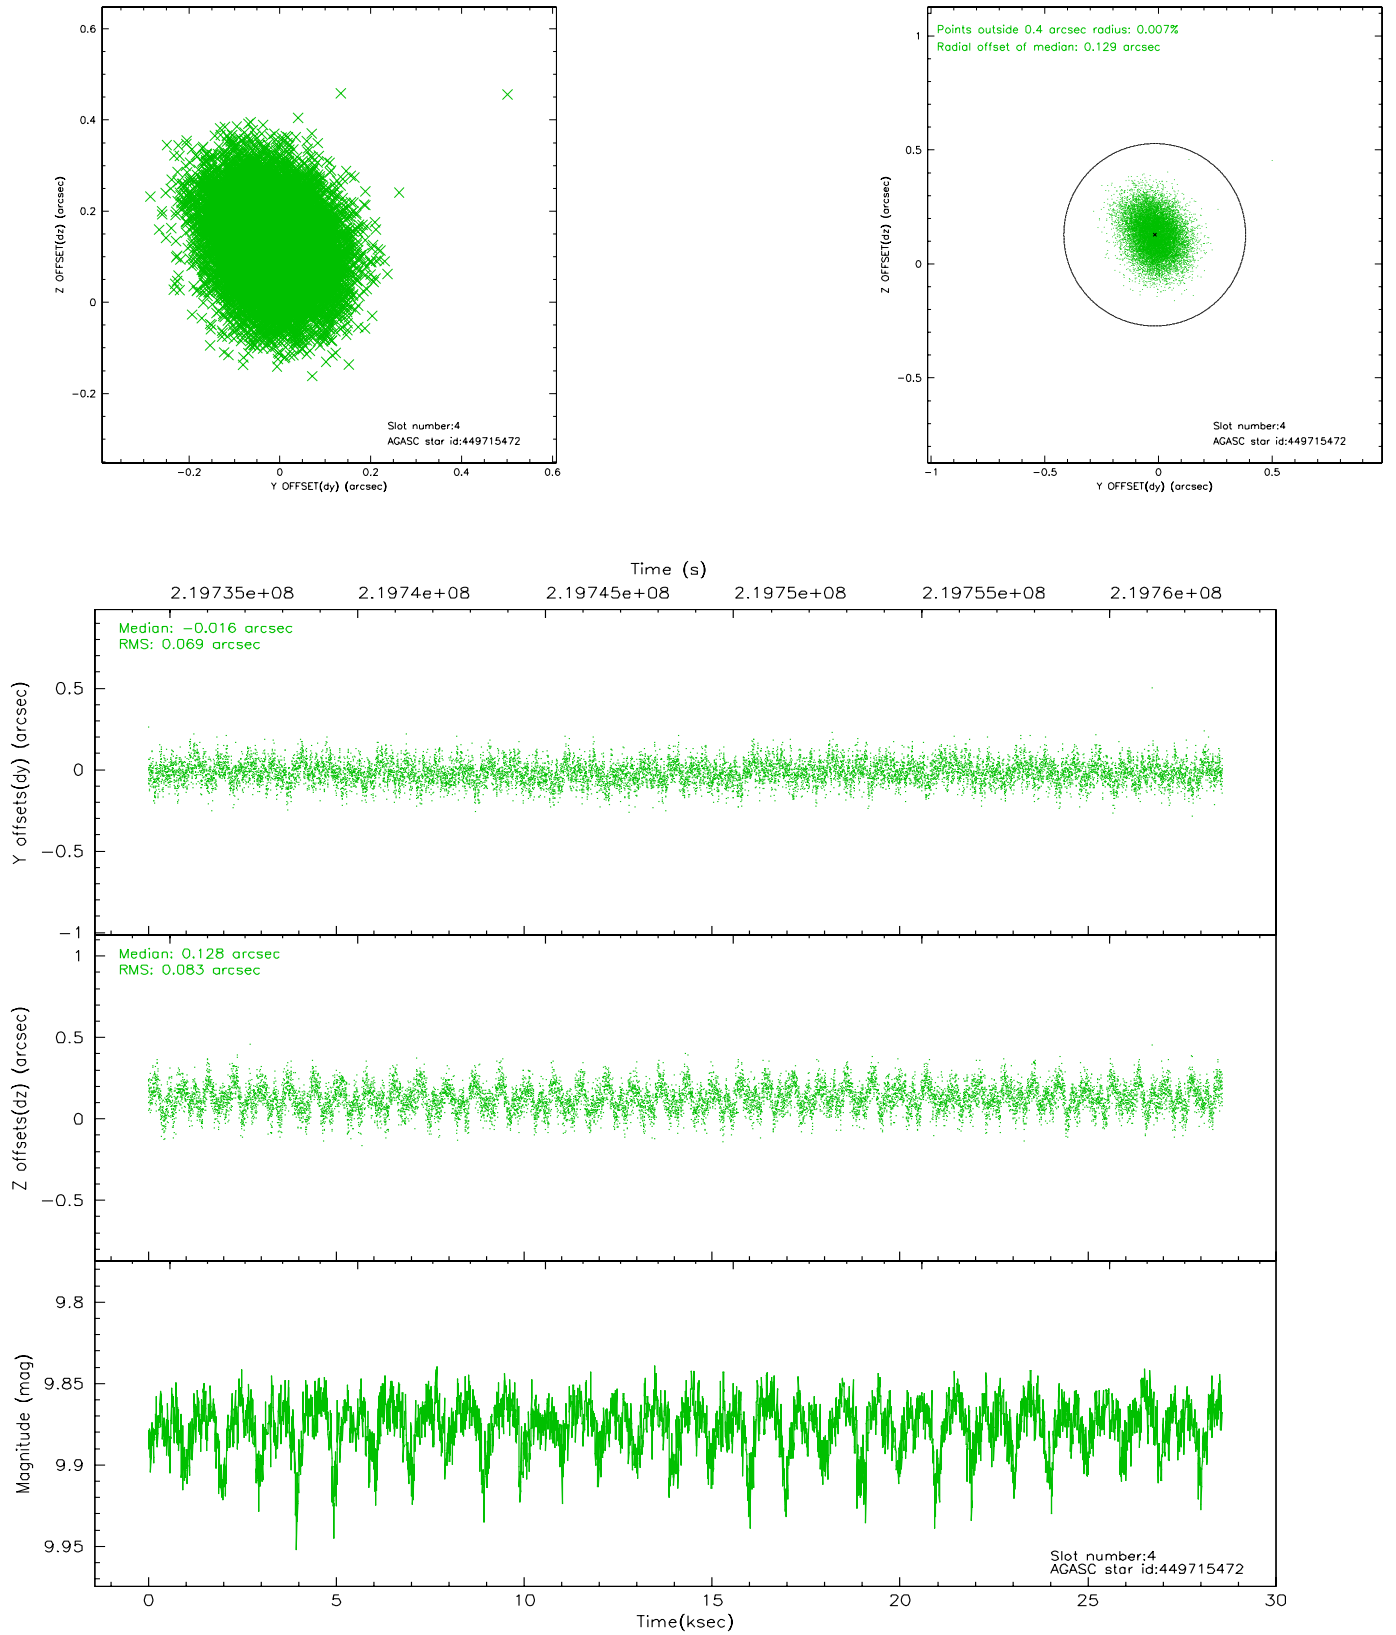 0.6
0.4
0.2
0
−0.2
Z OFFSET(dz) (arcsec)
Slot number:4
AGASC star id:449715472
−0.2
0
0.2
0.4
0.6
Y OFFSET(dy) (arcsec)
Points outside 0.4 arcsec radius: 0.007%
Radial offset of median: 0.129 arcsec
1
0.5
0
−0.5
Z OFFSET(dz) (arcsec)
Slot number:4
AGASC star id:449715472
−1
−0.5
0
0.5
Y OFFSET(dy) (arcsec)
Time (s)
2.19735e+08
2.1974e+08
2.19745e+08
2.1975e+08
2.19755e+08
2.1976e+08
Median: −0.016 arcsec
RMS: 0.069 arcsec
0.5
0
−0.5
−1
Y offsets(dy) (arcsec)
Median: 0.128 arcsec
RMS: 0.083 arcsec
1
0.5
0
−0.5
Z offsets(dz) (arcsec)
9.8
9.85
9.9
9.95
Magnitude (mag)
Slot number:4
AGASC star id:449715472
0
5
10
15
20
25
30
Time(ksec)